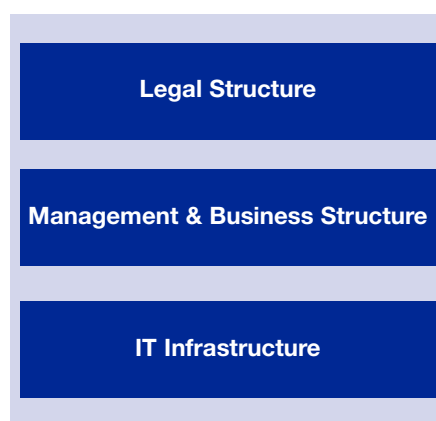 Legal Structure
Management & Business Structure
IT Infrastructure